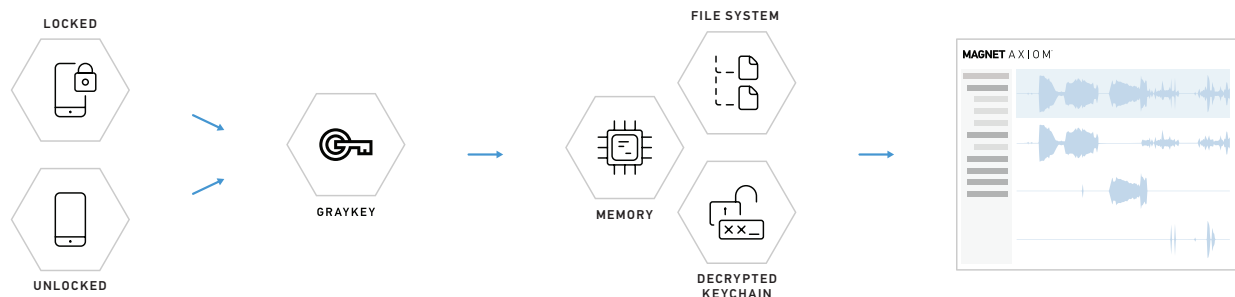 LOCKED
UNLOCKED
GRAYKEY
FILE SYSTEM
MEMORY
××_
DECRYPTED
KEYCHAIN
MAGNET AXIOM